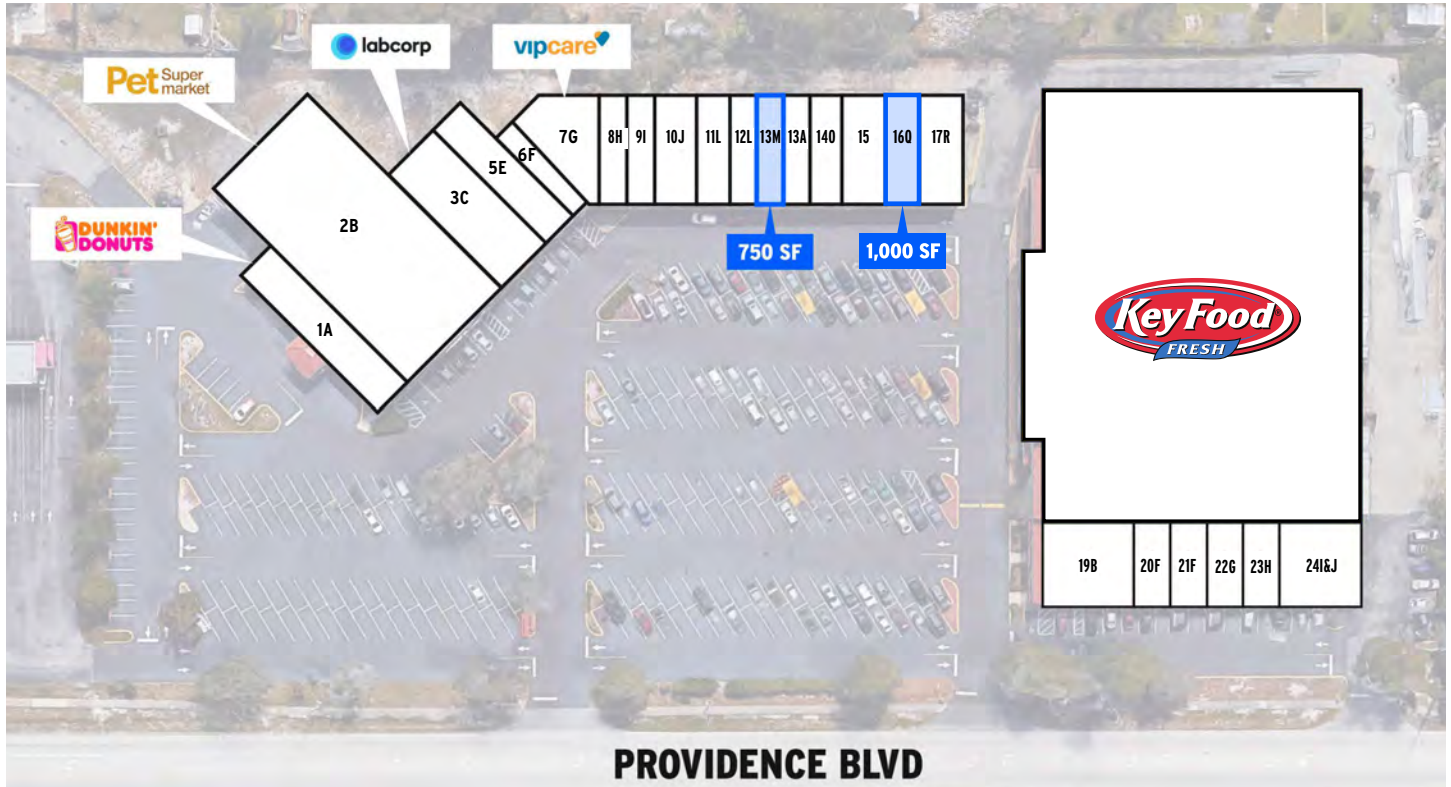 labcorp
vipcare
Pet Super
market
DUNKIN'
DONUTS
1A
2B
3C
5E
6F
7G
8H
9I
10J
11L
12L
13M
13A
14O
15
16Q
17R
750 SF
1,000 SF
Key Food®
FRESH
19B
20F
21F
22G
23H
24I&J
PROVIDENCE BLVD